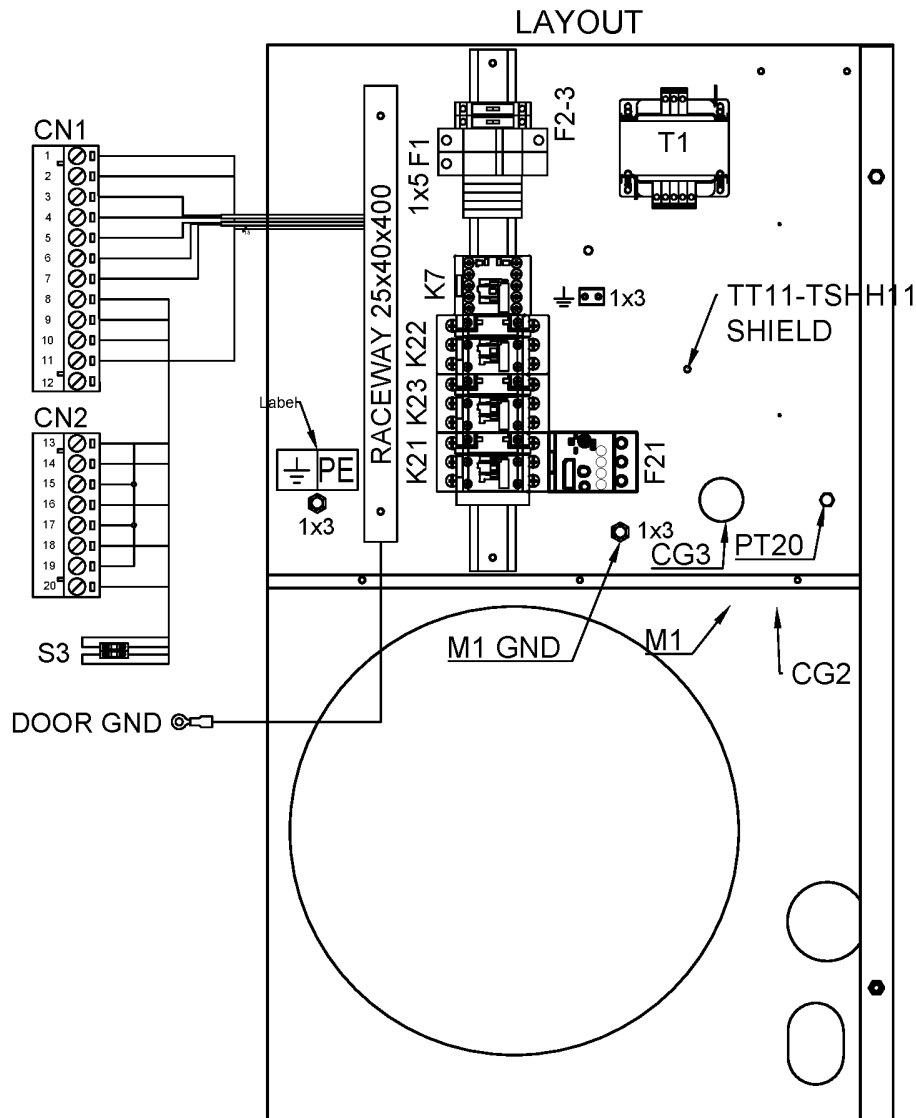 LAYOUT
CN1
1
2
3
4
5
6
7
8
9
10
11
12
CN2
13
14
15
16
17
18
19
20
S3
DOOR GND
Label
PE
1x3
RACEWAY 25x40x400
1x5 F1
F2-3
T1
K7
1x3
K22
K23
K21
F21
TT11-TSHH11
SHIELD
1x3
CG3
PT20
M1 GND
M1
CG2